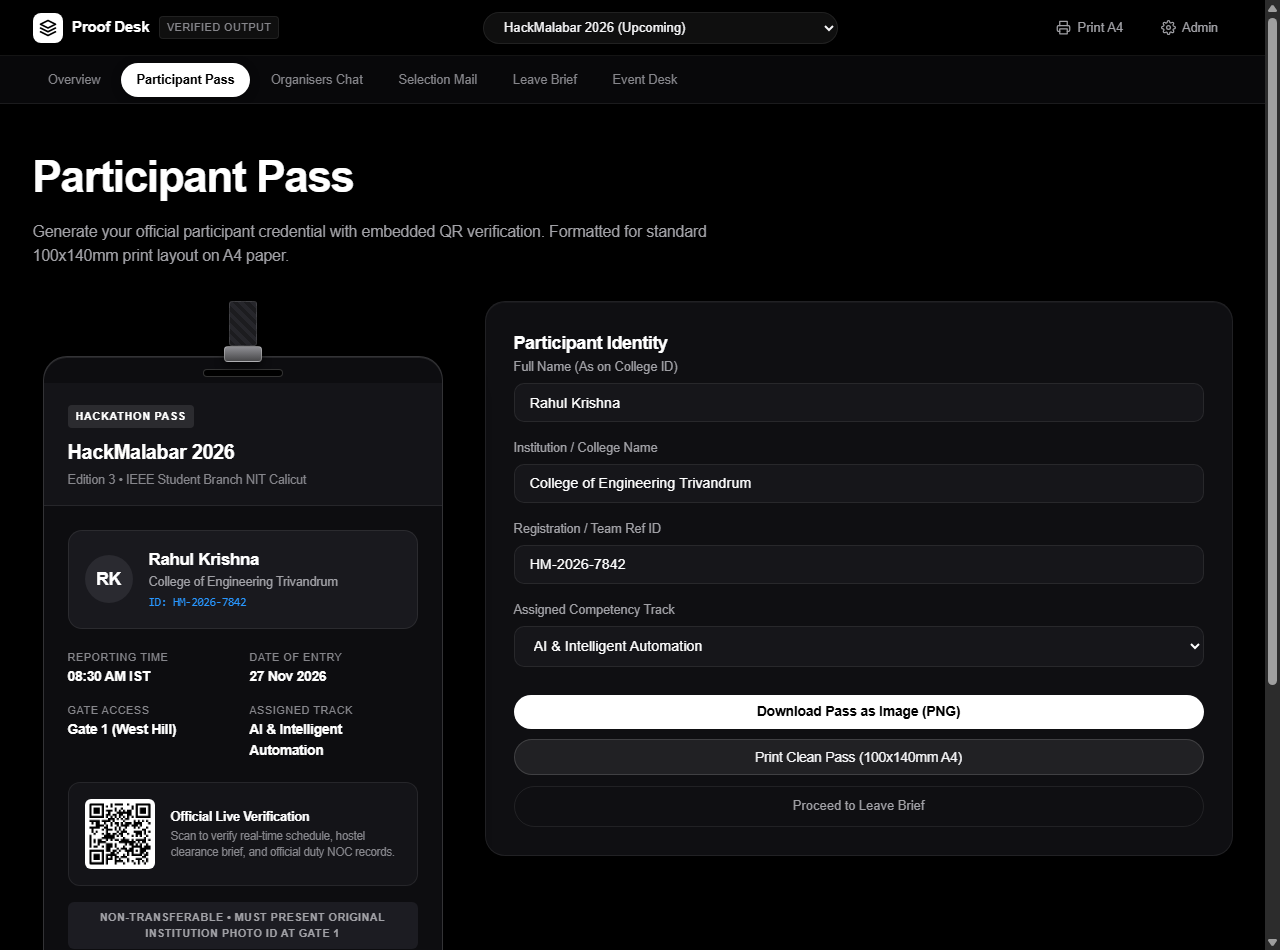 Proof Desk
VERIFIED OUTPUT
HackMalabar 2026 (Upcoming)
Print A4
Admin
Overview
Participant Pass
Organisers Chat
Selection Mail
Leave Brief
Event Desk
Participant Pass
Generate your official participant credential with embedded QR verification. Formatted for standard
100x140mm print layout on A4 paper.
HACKATHON PASS
HackMalabar 2026
Edition 3 • IEEE Student Branch NIT Calicut
RK
Rahul Krishna
College of Engineering Trivandrum
ID: HM-2026-7842
REPORTING TIME
08:30 AM IST
DATE OF ENTRY
27 Nov 2026
GATE ACCESS
Gate 1 (West Hill)
ASSIGNED TRACK
AI & Intelligent
Automation
Official Live Verification
Scan to verify real-time schedule, hostel
clearance brief, and official duty NOC records.
NON-TRANSFERABLE • MUST PRESENT ORIGINAL
INSTITUTION PHOTO ID AT GATE 1
Participant Identity
Full Name (As on College ID)
Rahul Krishna
Institution / College Name
College of Engineering Trivandrum
Registration / Team Ref ID
HM-2026-7842
Assigned Competency Track
AI & Intelligent Automation
Download Pass as Image (PNG)
Print Clean Pass (100x140mm A4)
Proceed to Leave Brief